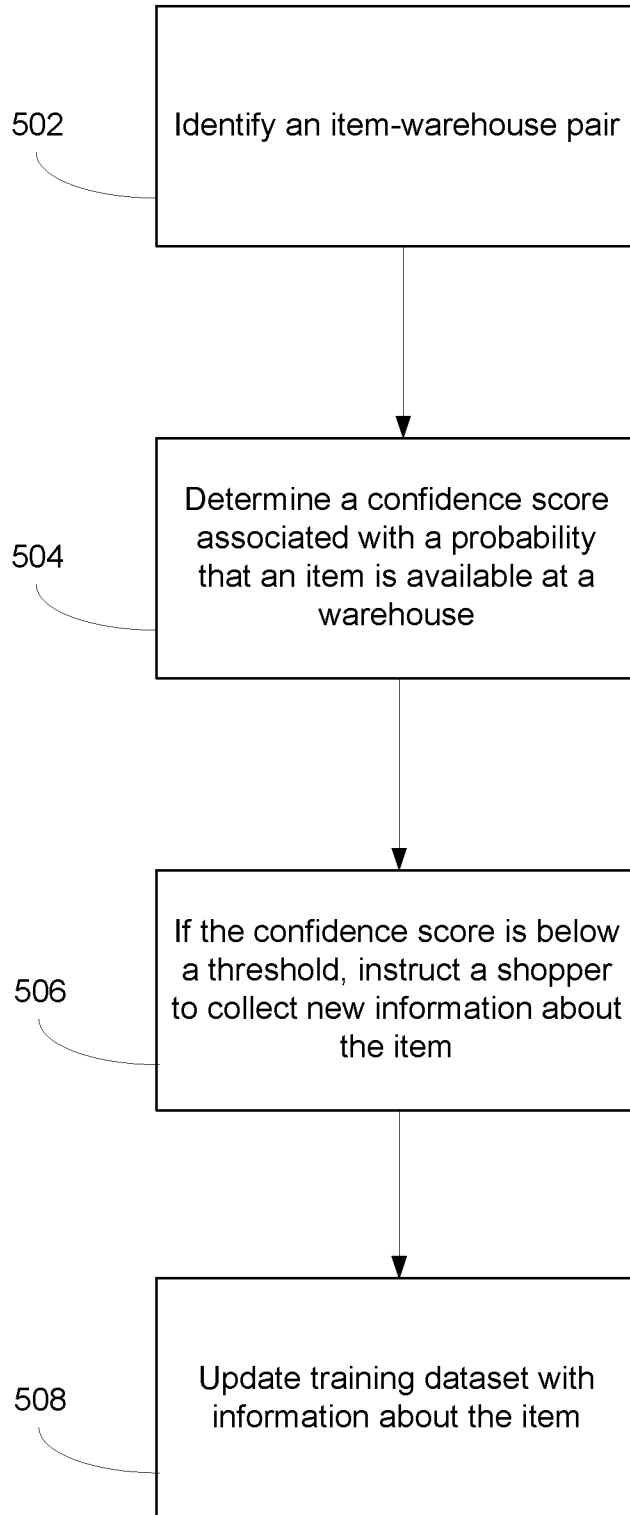 502
Identify an item-warehouse pair
504
Determine a confidence score
associated with a probability
that an item is available at a
warehouse
506
If the confidence score is below
a threshold, instruct a shopper
to collect new information about
the item
508
Update training dataset with
information about the item